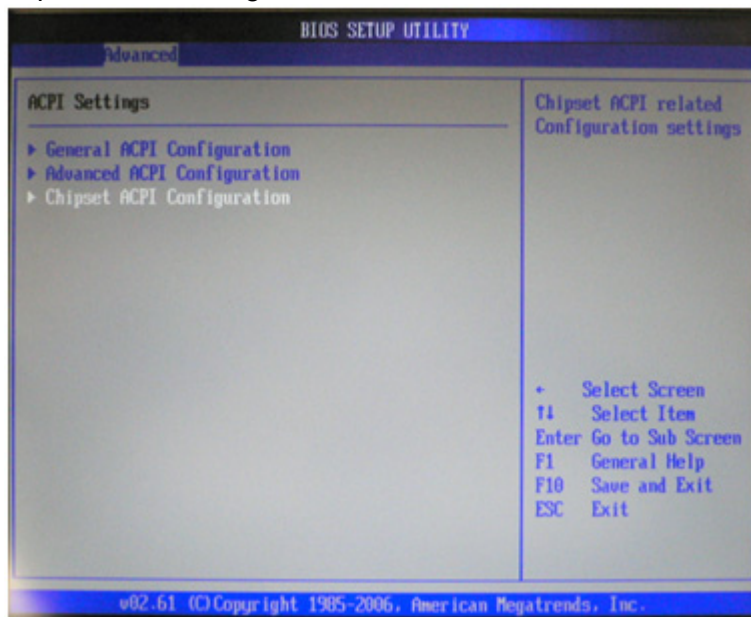 BIOS SETUP UTILITY
Advanced
ACPI Settings
▶ General ACPI Configuration
▶ Advanced ACPI Configuration
▶ Chipset ACPI Configuration
Chipset ACPI related
Configuration settings
← Select Screen
↑↓ Select Item
Enter Go to Sub Screen
F1 General Help
F10 Save and Exit
ESC Exit
v02.61 (C)Copyright 1985-2006, American Megatrends, Inc.